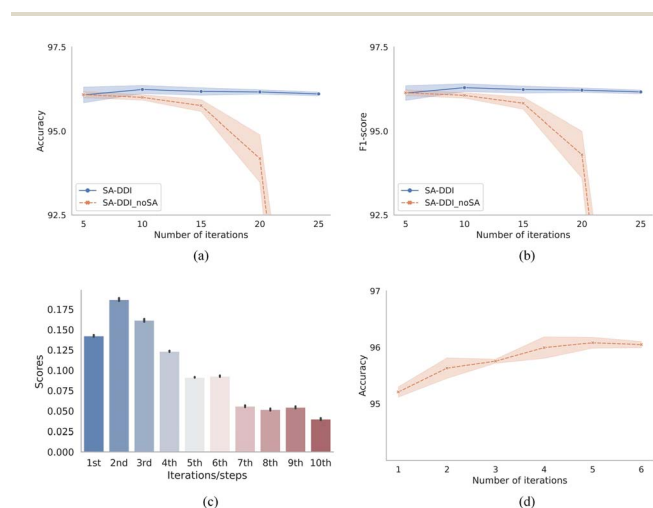 97.5
95.0
92.5
Accuracy
SA-DDI
SA-DDI_noSA
5 10 15 20 25
Number of iterations
(a)
97.5
95.0
92.5
F1-score
SA-DDI
SA-DDI_noSA
5 10 15 20 25
Number of iterations
(b)
0.175
0.150
0.125
0.100
0.075
0.050
0.025
0.000
Scores
1st 2nd 3rd 4th 5th 6th 7th 8th 9th 10th
Iterations/steps
(c)
97
96
95
Accuracy
1 2 3 4 5 6
Number of iterations
(d)